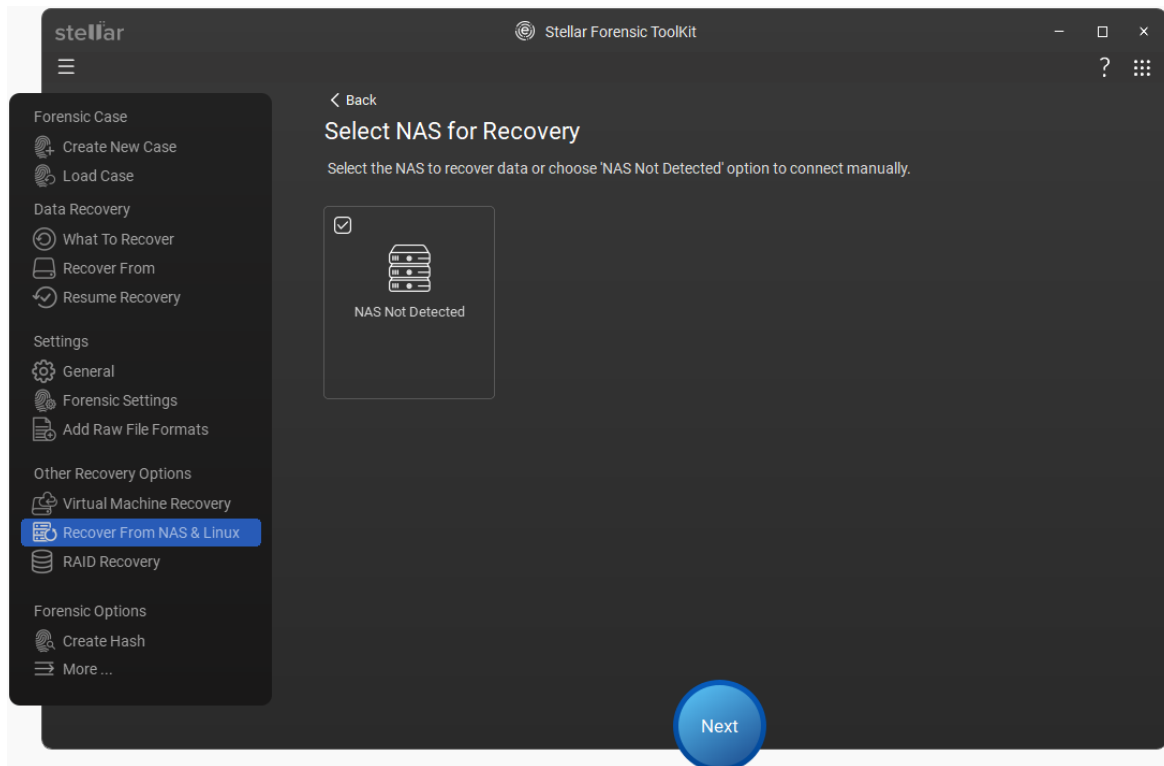 stellar
Stellar Forensic ToolKit
?
Forensic Case
Create New Case
Load Case
Data Recovery
What To Recover
Recover From
Resume Recovery
Settings
General
Forensic Settings
Add Raw File Formats
Other Recovery Options
Virtual Machine Recovery
Recover From NAS & Linux
RAID Recovery
Forensic Options
Create Hash
More ...
Back
Select NAS for Recovery
Select the NAS to recover data or choose 'NAS Not Detected' option to connect manually.
NAS Not Detected
Next